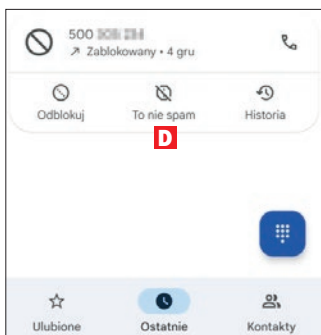 500
Zablokowany • 4 gru
Odblokuj To nie spam Historia
D
Ulubione Ostatnie Kontakty